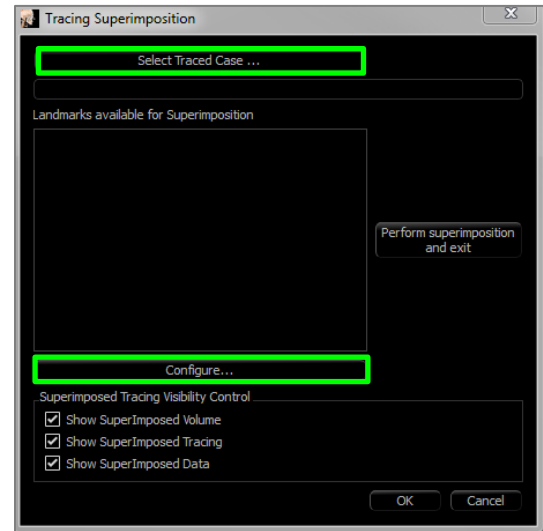 Tracing Superimposition
Select Traced Case ...
Landmarks available for Superimposition
Perform superimposition
and exit
Configure...
Superimposed Tracing Visibility Control
Show SuperImposed Volume
Show SuperImposed Tracing
Show SuperImposed Data
OK
Cancel